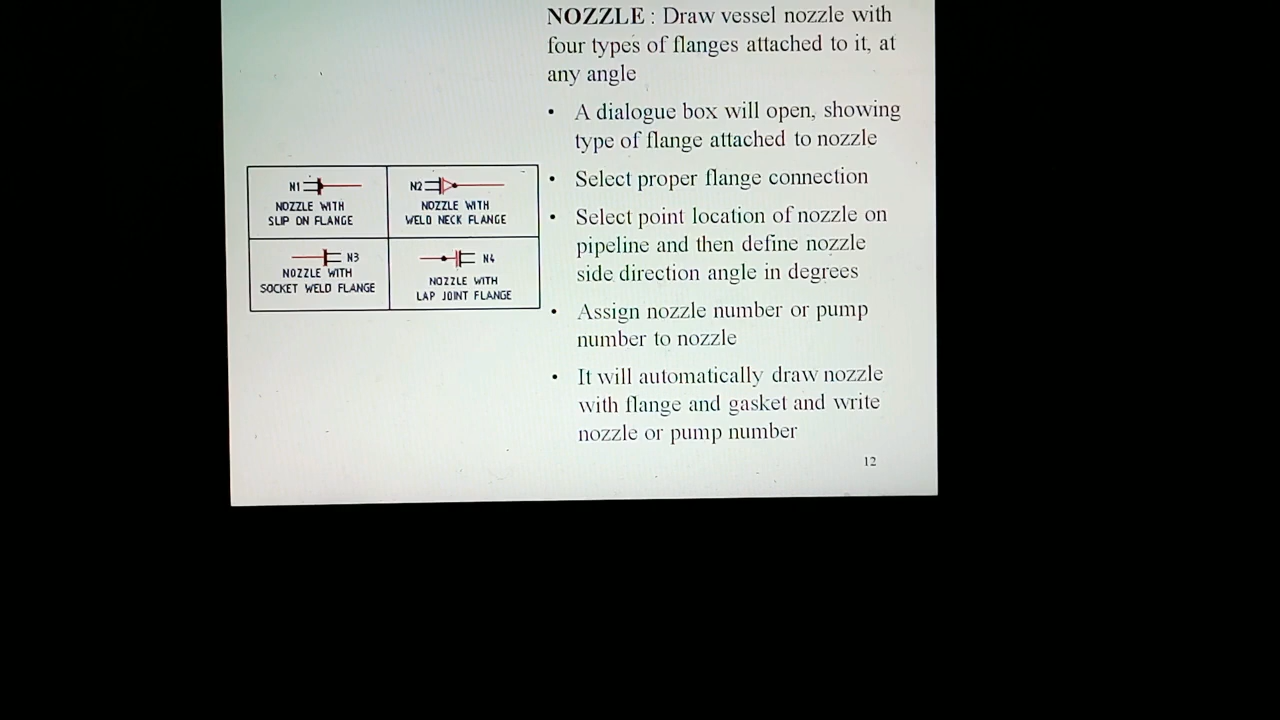 NOZZLE : Draw vessel nozzle with
four types of flanges attached to it, at
any angle
• A dialogue box will open, showing
type of flange attached to nozzle
• Select proper flange connection
• Select point location of nozzle on
pipeline and then define nozzle
side direction angle in degrees
• Assign nozzle number or pump
number to nozzle
• It will automatically draw nozzle
with flange and gasket and write
nozzle or pump number
N1
NOZZLE WITH
SLIP ON FLANGE
N2
NOZZLE WITH
WELD NECK FLANGE
N3
NOZZLE WITH
SOCKET WELD FLANGE
N4
NOZZLE WITH
LAP JOINT FLANGE
12